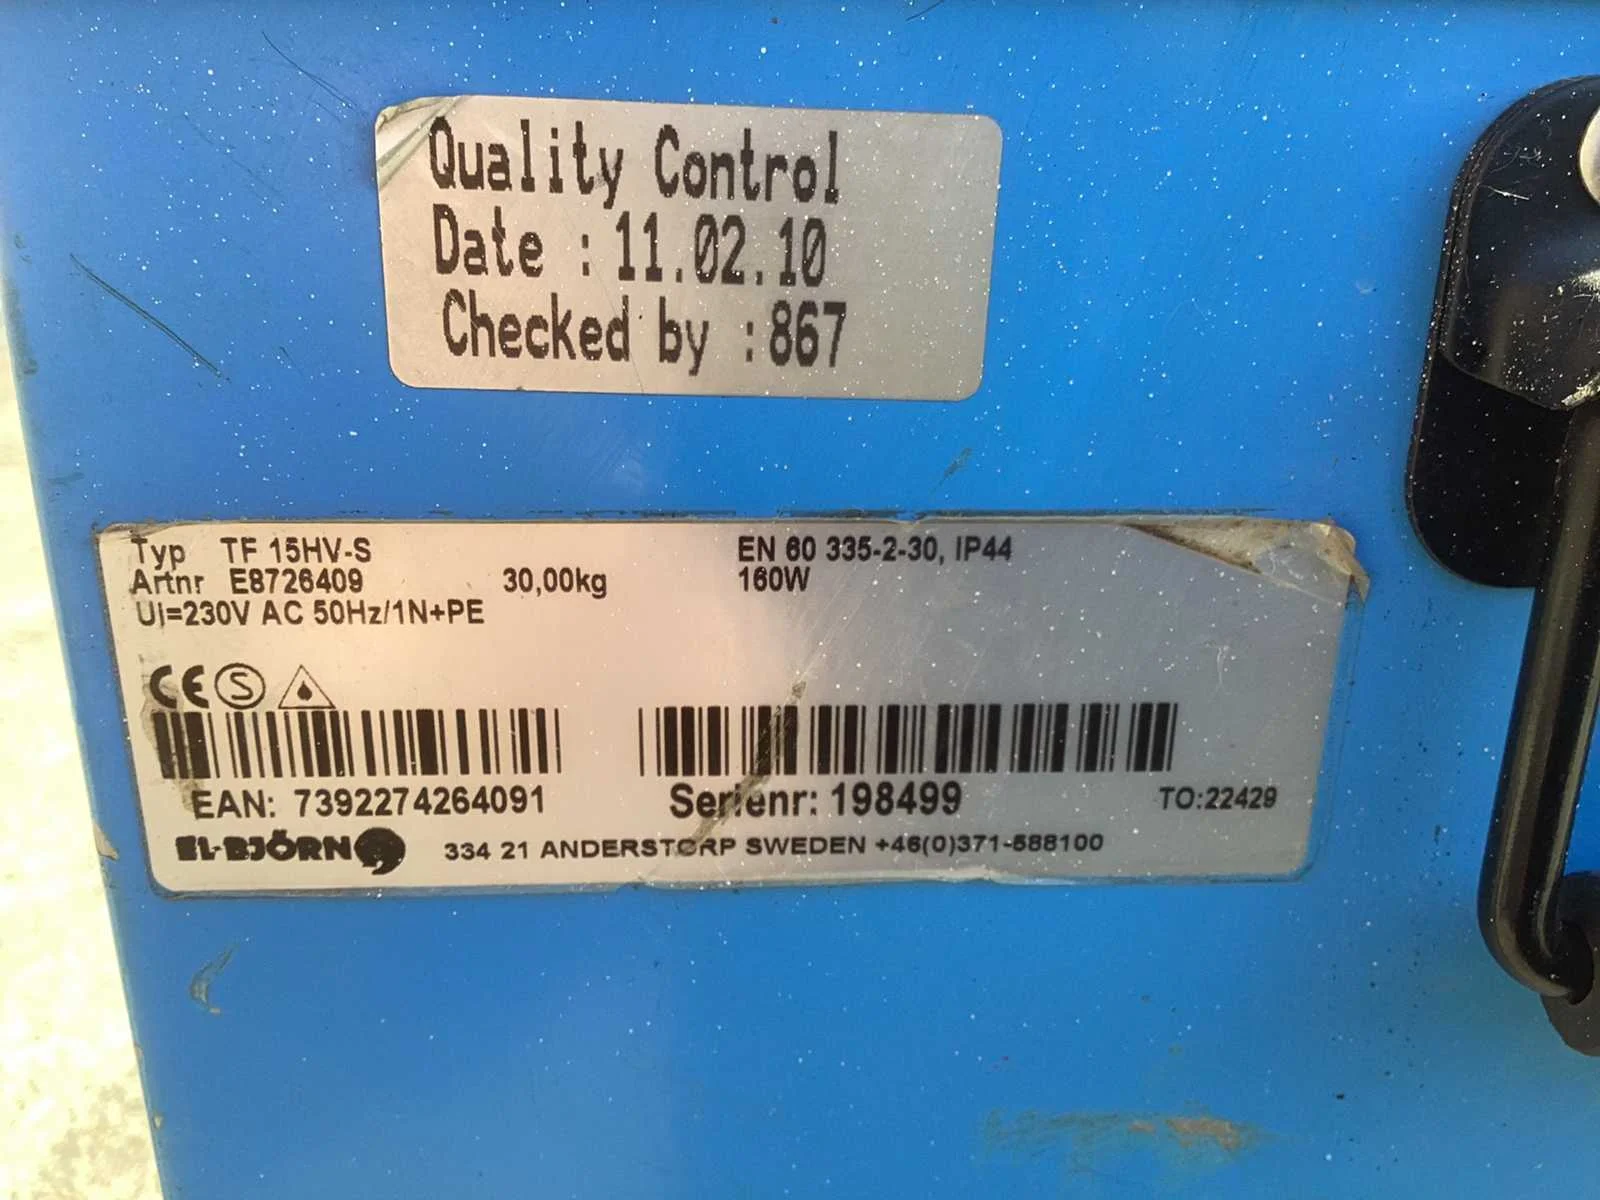 Quality Control
Date : 11.02.10
Checked by : 867
Typ TF 15HV-S EN 60 335-2-30, IP44
Artnr E8726409 30,00kg 160W
UI=230V AC 50Hz/1N+PE
CE S
EAN: 7392274264091 Serienr: 198499 TO:22429
EL-BJÖRN 334 21 ANDERSTORP SWEDEN +46(0)371-588100